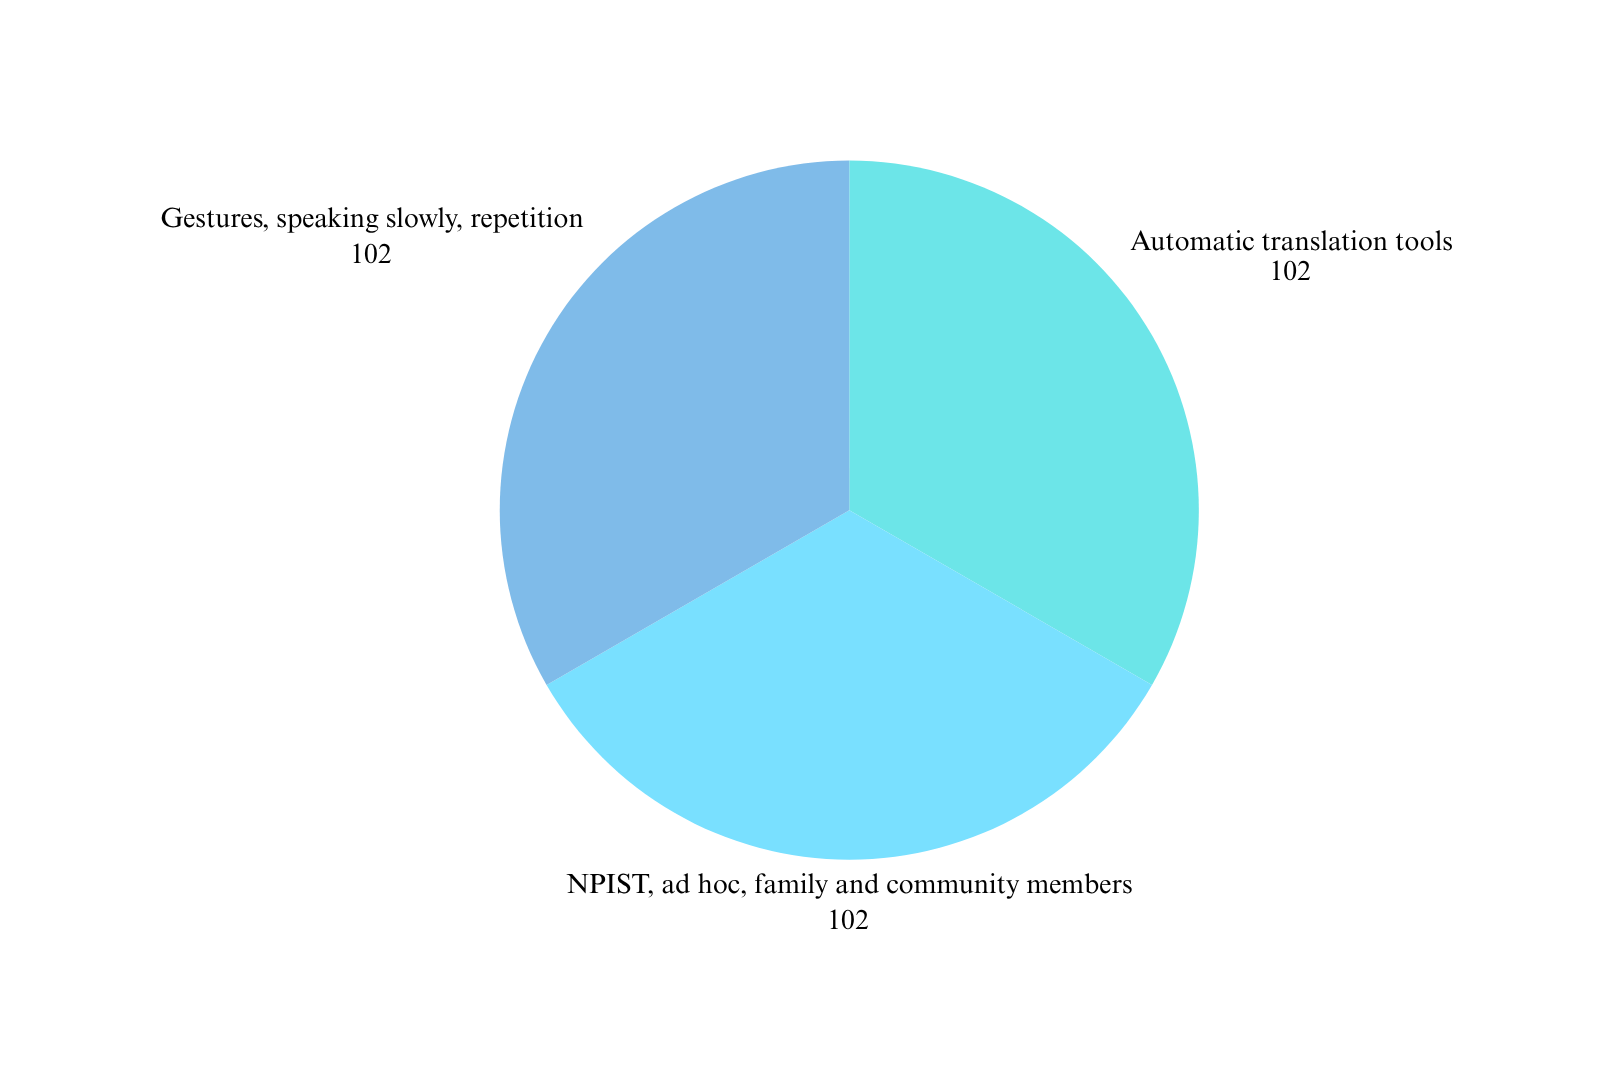 Gestures, speaking slowly, repetition
102
Automatic translation tools
102
NPIST, ad hoc, family and community members
102